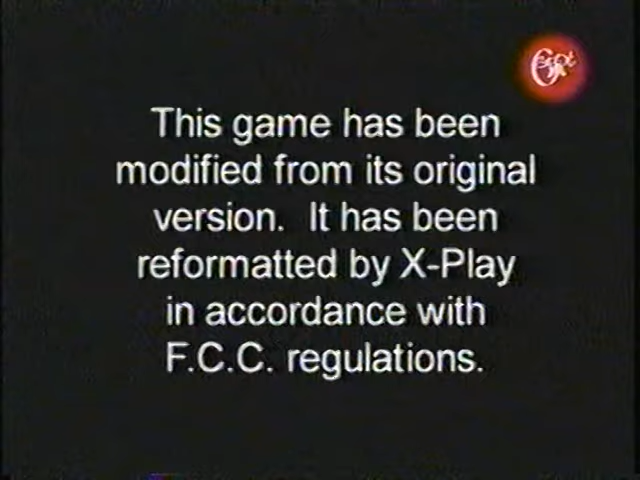 This game has been
modified from its original
version. It has been
reformatted by X-Play
in accordance with
F.C.C. regulations.